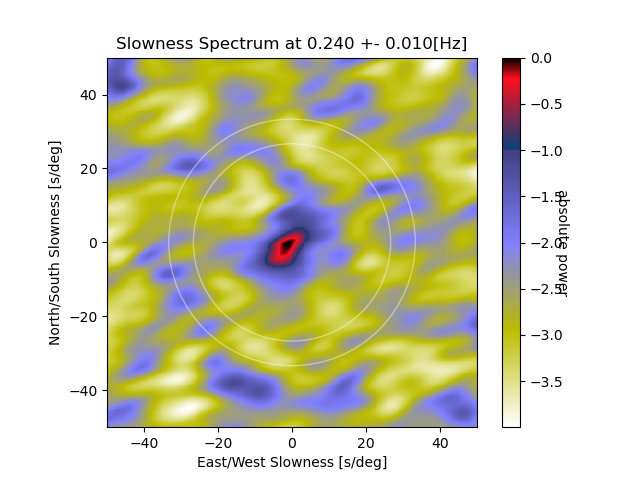 Slowness Spectrum at 0.240 +- 0.010[Hz]
North/South Slowness [s/deg]
40
20
0
−20
−40
−40 −20 0 20 40
East/West Slowness [s/deg]
0.0
−0.5
−1.0
−1.5
−2.0
−2.5
−3.0
−3.5
absolute power